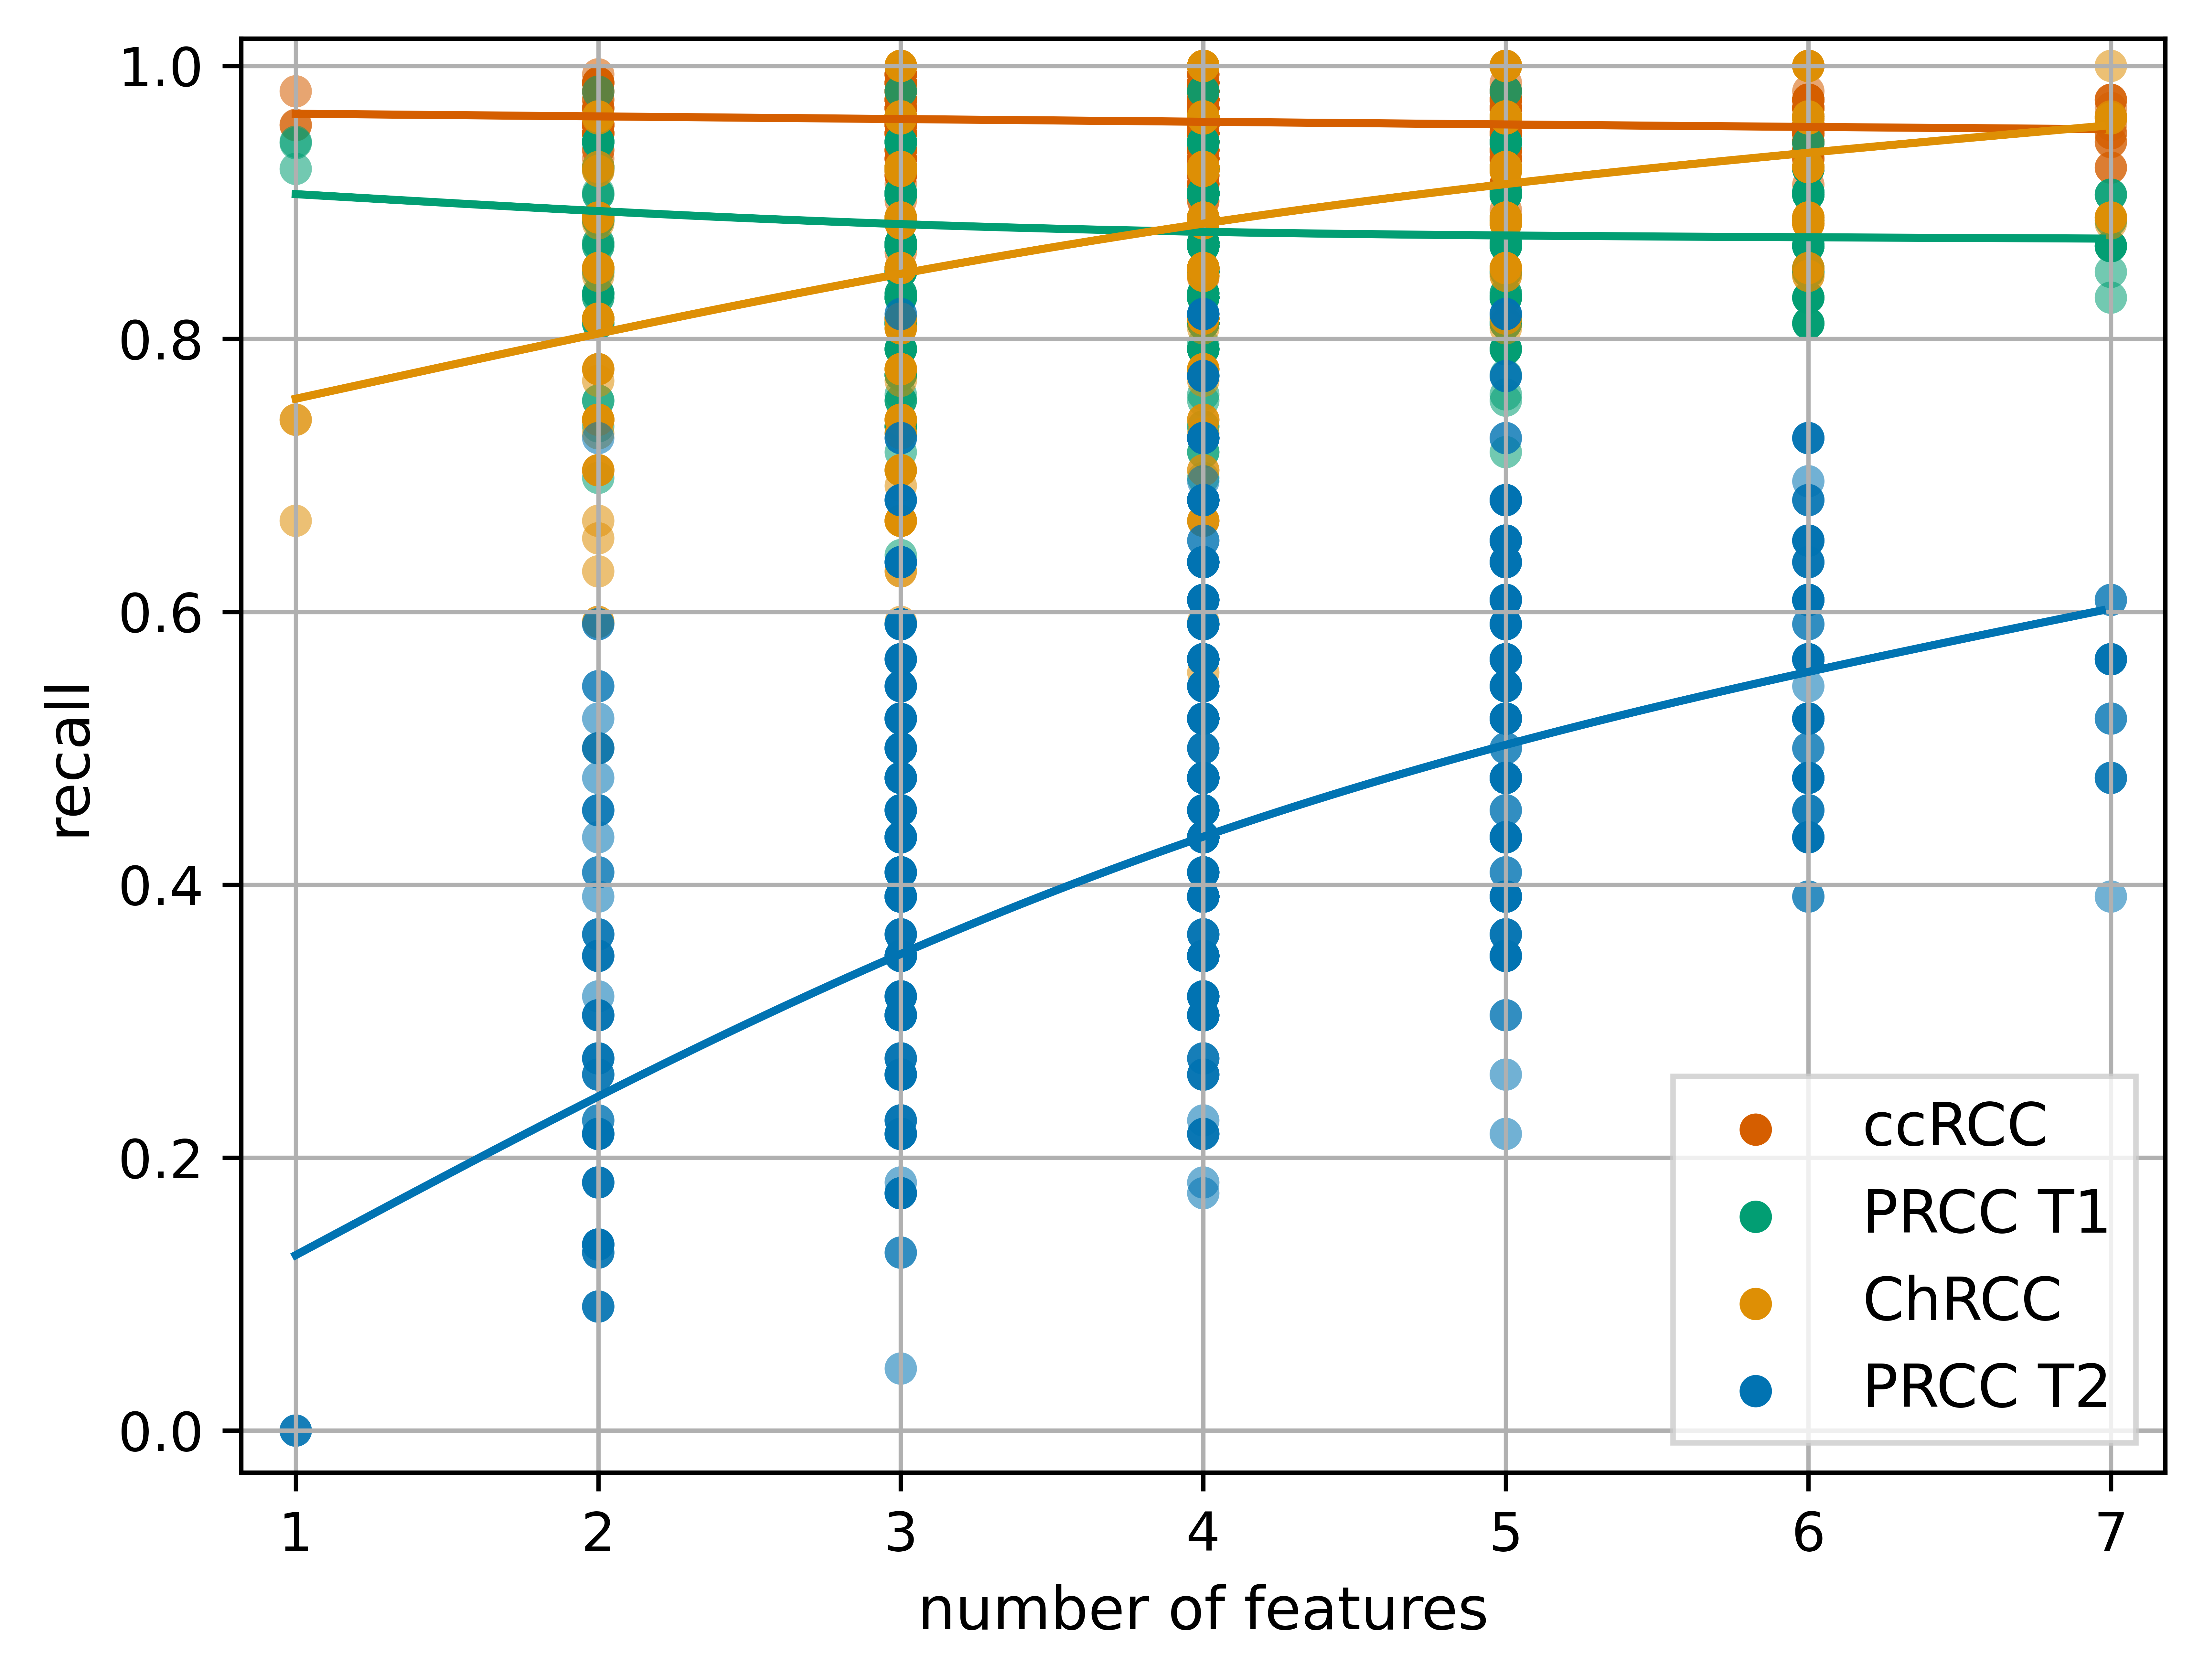 1.0
0.8
0.6
0.4
0.2
0.0
recall
1 2 3 4 5 6 7
number of features
ccRCC
PRCC T1
ChRCC
PRCC T2